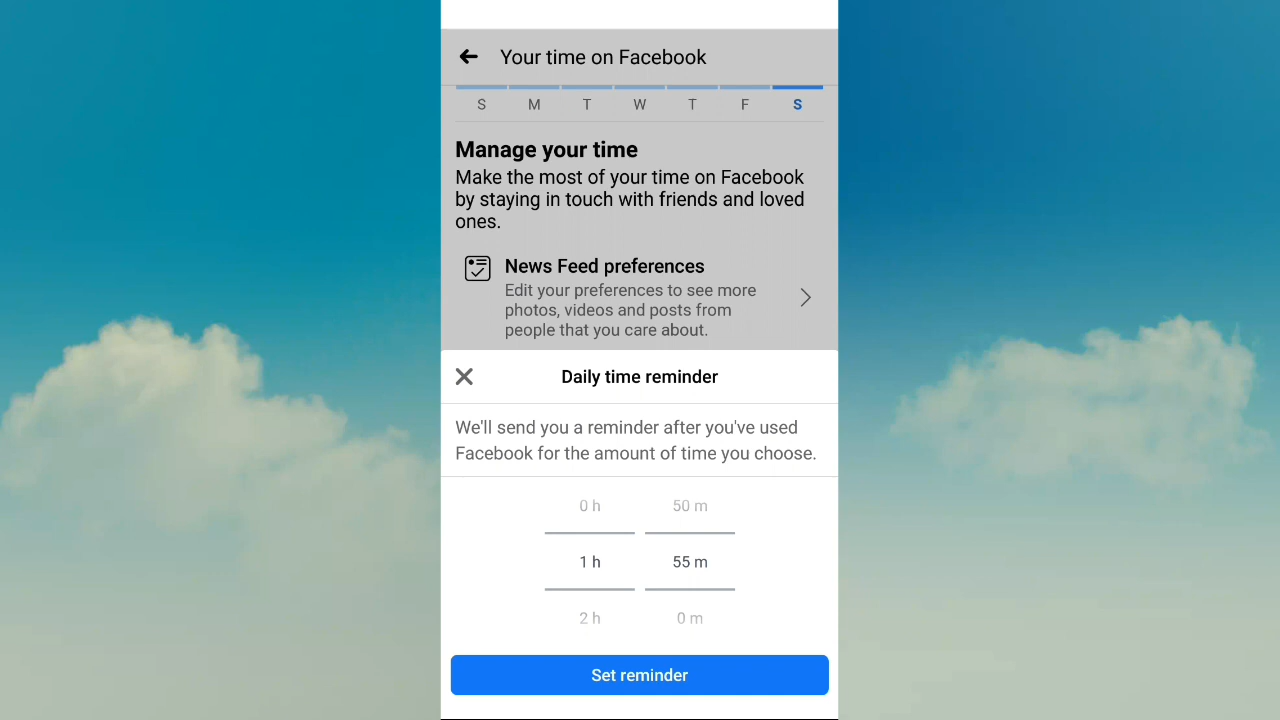 Your time on Facebook
S M T W T F S
Manage your time
Make the most of your time on Facebook
by staying in touch with friends and loved
ones.
News Feed preferences
Edit your preferences to see more
photos, videos and posts from
people that you care about.
Daily time reminder
We'll send you a reminder after you've used
Facebook for the amount of time you choose.
0 h 50 m
1 h 55 m
2 h 0 m
Set reminder